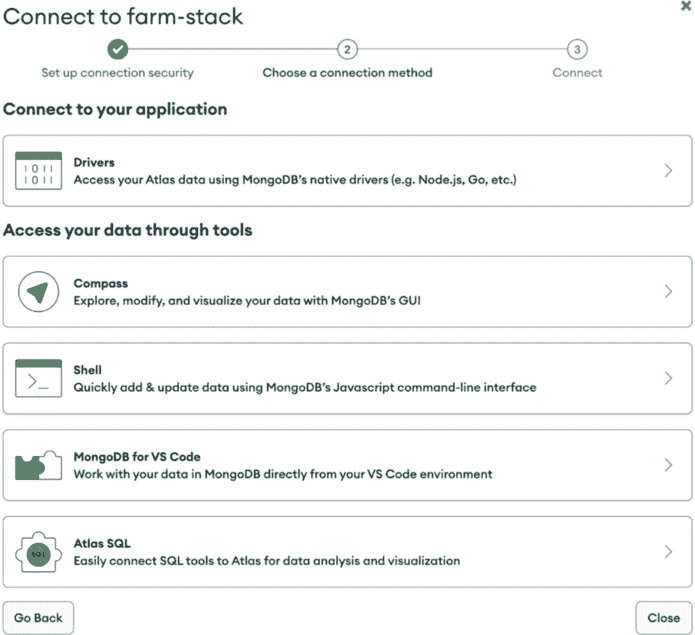 Connect to farm-stack
2
3
Set up connection security
Choose a connection method
Connect
Connect to your application
1011
1011
Drivers
Access your Atlas data using MongoDB's native drivers (e.g. Node.js, Go, etc.)
Access your data through tools
Compass
Explore, modify, and visualize your data with MongoDB's GUI
Shell
Quickly add & update data using MongoDB's Javascript command-line interface
MongoDB for VS Code
Work with your data in MongoDB directly from your VS Code environment
SQL
Atlas SQL
Easily connect SQL tools to Atlas for data analysis and visualization
Go Back
Close